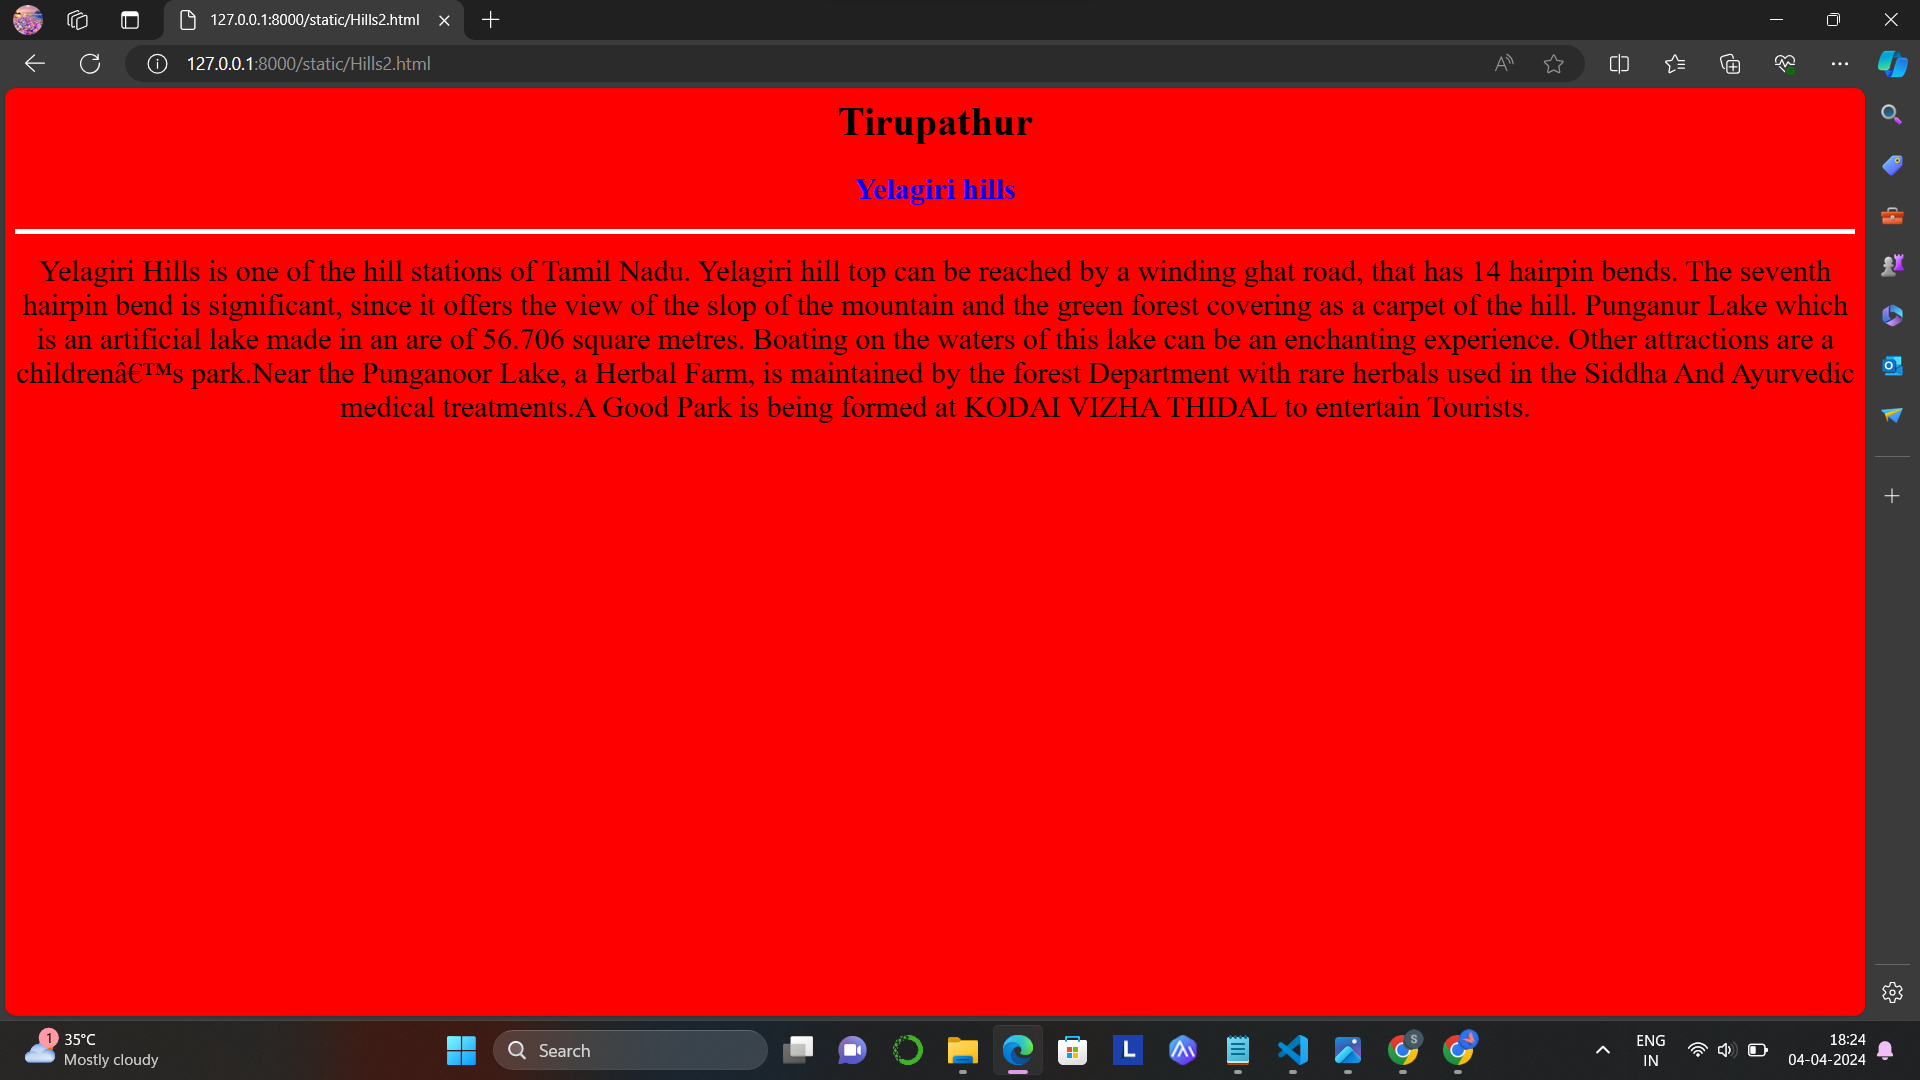 127.0.0.1:8000/static/Hills2.html
127.0.0.1:8000/static/Hills2.html
Tirupathur
Yelagiri hills
Yelagiri Hills is one of the hill stations of Tamil Nadu. Yelagiri hill top can be reached by a winding ghat road, that has 14 hairpin bends. The seventh
hairpin bend is significant, since it offers the view of the slop of the mountain and the green forest covering as a carpet of the hill. Punganur Lake which
is an artificial lake made in an are of 56.706 square metres. Boating on the waters of this lake can be an enchanting experience. Other attractions are a
childrenâ€™s park.Near the Punganoor Lake, a Herbal Farm, is maintained by the forest Department with rare herbals used in the Siddha And Ayurvedic
medical treatments.A Good Park is being formed at KODAI VIZHA THIDAL to entertain Tourists.
1
35°C
Mostly cloudy
Search
L
S
ENG
IN
18:24
04-04-2024